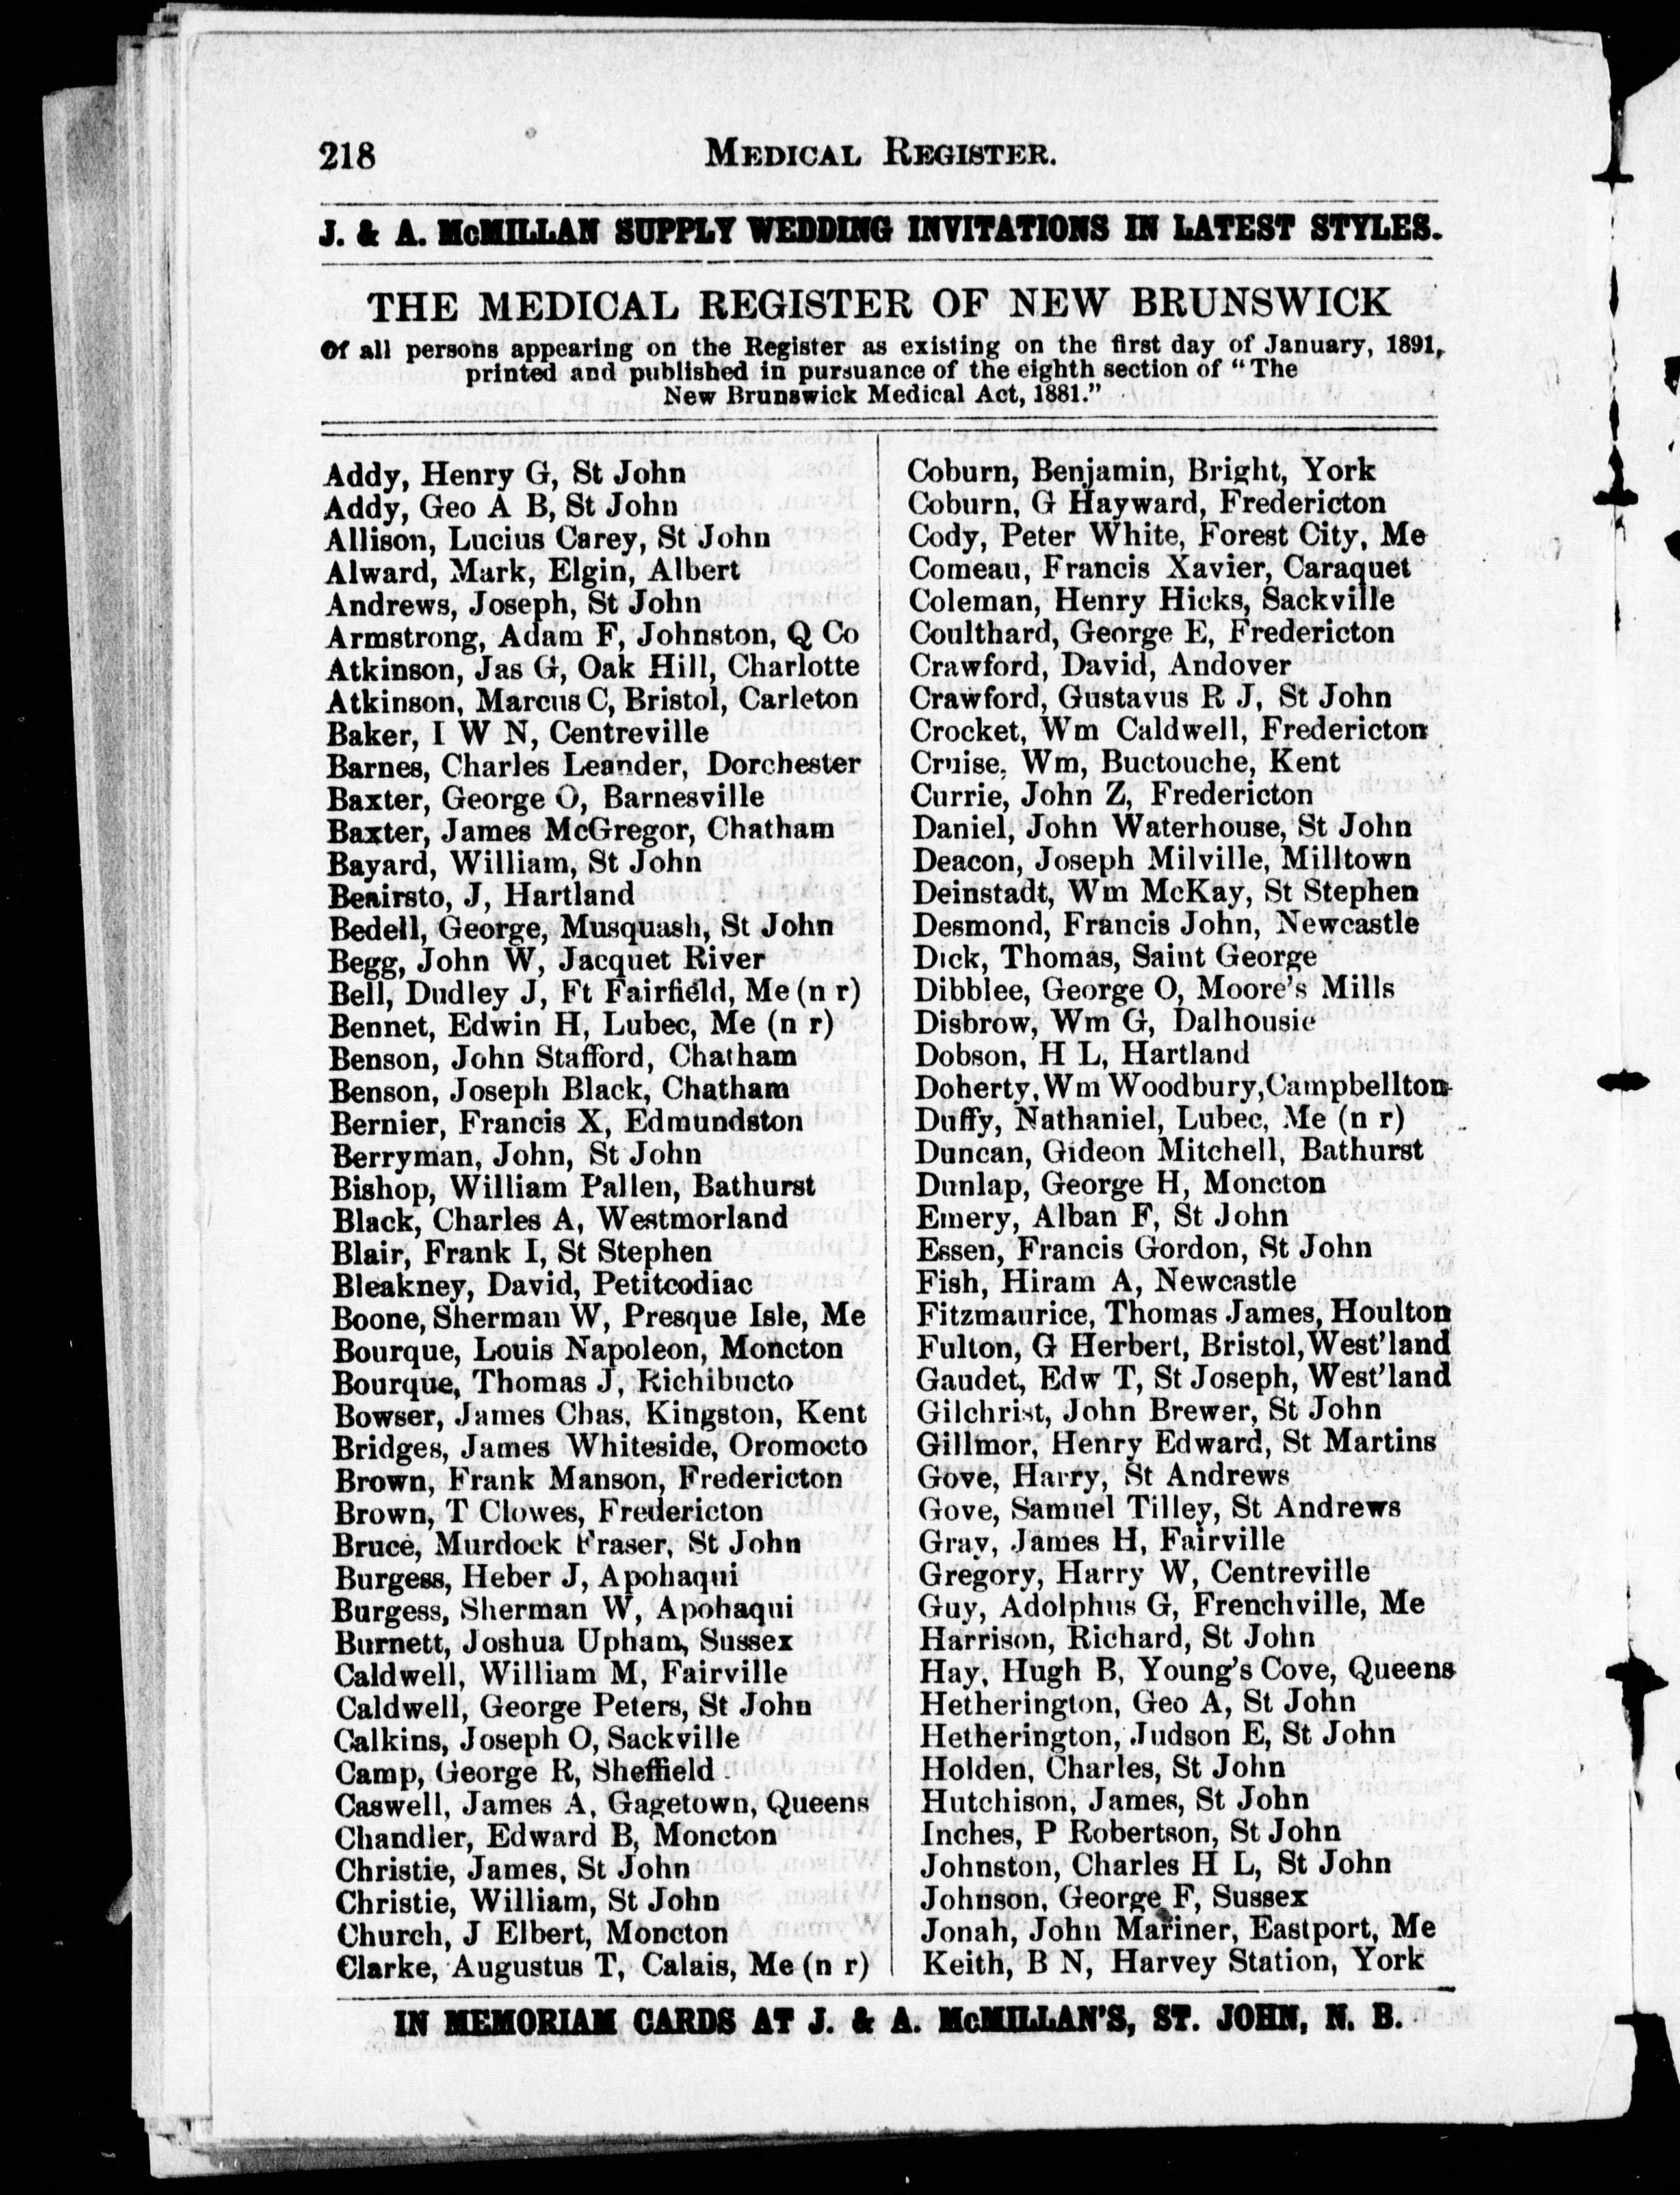 218 MEDICAL REGISTER.
J. & A. McMILLAN SUPPLY WEDDING INVITATIONS IN LATEST STYLES.
THE MEDICAL REGISTER OF NEW BRUNSWICK
Of all persons appearing on the Register as existing on the first day of January, 1891,
printed and published in pursuance of the eighth section of "The
New Brunswick Medical Act, 1881."
Addy, Henry G, St John
Addy, Geo A B, St John
Allison, Lucius Carey, St John
Alward, Mark, Elgin, Albert
Andrews, Joseph, St John
Armstrong, Adam F, Johnston, Q Co
Atkinson, Jas G, Oak Hill, Charlotte
Atkinson, Marcus C, Bristol, Carleton
Baker, I W N, Centreville
Barnes, Charles Leander, Dorchester
Baxter, George O, Barnesville
Baxter, James McGregor, Chatham
Bayard, William, St John
Beairsto, J, Hartland
Bedell, George, Musquash, St John
Begg, John W, Jacquet River
Bell, Dudley J, Ft Fairfield, Me (n r)
Bennet, Edwin H, Lubec, Me (n r)
Benson, John Stafford, Chatham
Benson, Joseph Black, Chatham
Bernier, Francis X, Edmundston
Berryman, John, St John
Bishop, William Pallen, Bathurst
Black, Charles A, Westmorland
Blair, Frank I, St Stephen
Bleakney, David, Petitcodiac
Boone, Sherman W, Presque Isle, Me
Bourque, Louis Napoleon, Moncton
Bourque, Thomas J, Richibucto
Bowser, James Chas, Kingston, Kent
Bridges, James Whiteside, Oromocto
Brown, Frank Manson, Fredericton
Brown, T Clowes, Fredericton
Bruce, Murdock Fraser, St John
Burgess, Heber J, Apohaqui
Burgess, Sherman W, Apohaqui
Burnett, Joshua Upham, Sussex
Caldwell, William M, Fairville
Caldwell, George Peters, St John
Calkins, Joseph O, Sackville
Camp, George R, Sheffield
Caswell, James A, Gagetown, Queens
Chandler, Edward B, Moncton
Christie, James, St John
Christie, William, St John
Church, J Elbert, Moncton
Clarke, Augustus T, Calais, Me (n r)
Coburn, Benjamin, Bright, York
Coburn, G Hayward, Fredericton
Cody, Peter White, Forest City, Me
Comeau, Francis Xavier, Caraquet
Coleman, Henry Hicks, Sackville
Coulthard, George E, Fredericton
Crawford, David, Andover
Crawford, Gustavus R J, St John
Crocket, Wm Caldwell, Fredericton
Cruise, Wm, Buctouche, Kent
Currie, John Z, Fredericton
Daniel, John Waterhouse, St John
Deacon, Joseph Milville, Milltown
Deinstadt, Wm McKay, St Stephen
Desmond, Francis John, Newcastle
Dick, Thomas, Saint George
Dibblee, George O, Moore's Mills
Disbrow, Wm G, Dalhousie
Dobson, H L, Hartland
Doherty, Wm Woodbury, Campbellton
Duffy, Nathaniel, Lubec, Me (n r)
Duncan, Gideon Mitchell, Bathurst
Dunlap, George H, Moncton
Emery, Alban F, St John
Essen, Francis Gordon, St John
Fish, Hiram A, Newcastle
Fitzmaurice, Thomas James, Houlton
Fulton, G Herbert, Bristol, West'land
Gaudet, Edw T, St Joseph, West'land
Gilchrist, John Brewer, St John
Gillmor, Henry Edward, St Martins
Gove, Harry, St Andrews
Gove, Samuel Tilley, St Andrews
Gray, James H, Fairville
Gregory, Harry W, Centreville
Guy, Adolphus G, Frenchville, Me
Harrison, Richard, St John
Hay, Hugh B, Young's Cove, Queens
Hetherington, Geo A, St John
Hetherington, Judson E, St John
Holden, Charles, St John
Hutchison, James, St John
Inches, P Robertson, St John
Johnston, Charles H L, St John
Johnson, George F, Sussex
Jonah, John Mariner, Eastport, Me
Keith, B N, Harvey Station, York
IN MEMORIAM CARDS AT J. & A. McMILLAN'S, ST. JOHN, N. B.